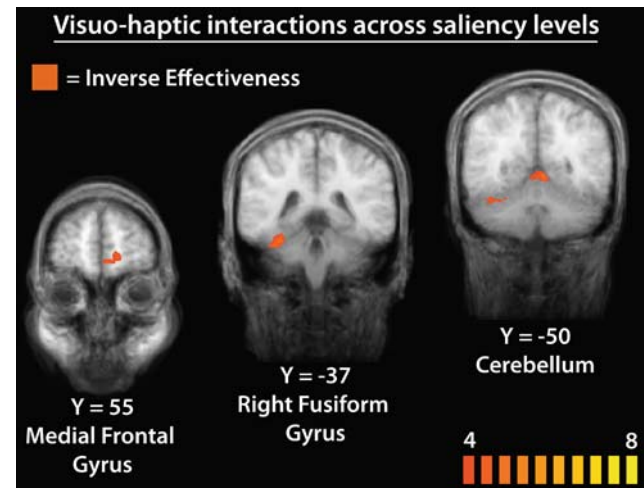 Visuo-haptic interactions across saliency levels
= Inverse Effectiveness
Y = 55
Medial Frontal
Gyrus
Y = -37
Right Fusiform
Gyrus
Y = -50
Cerebellum
4 8